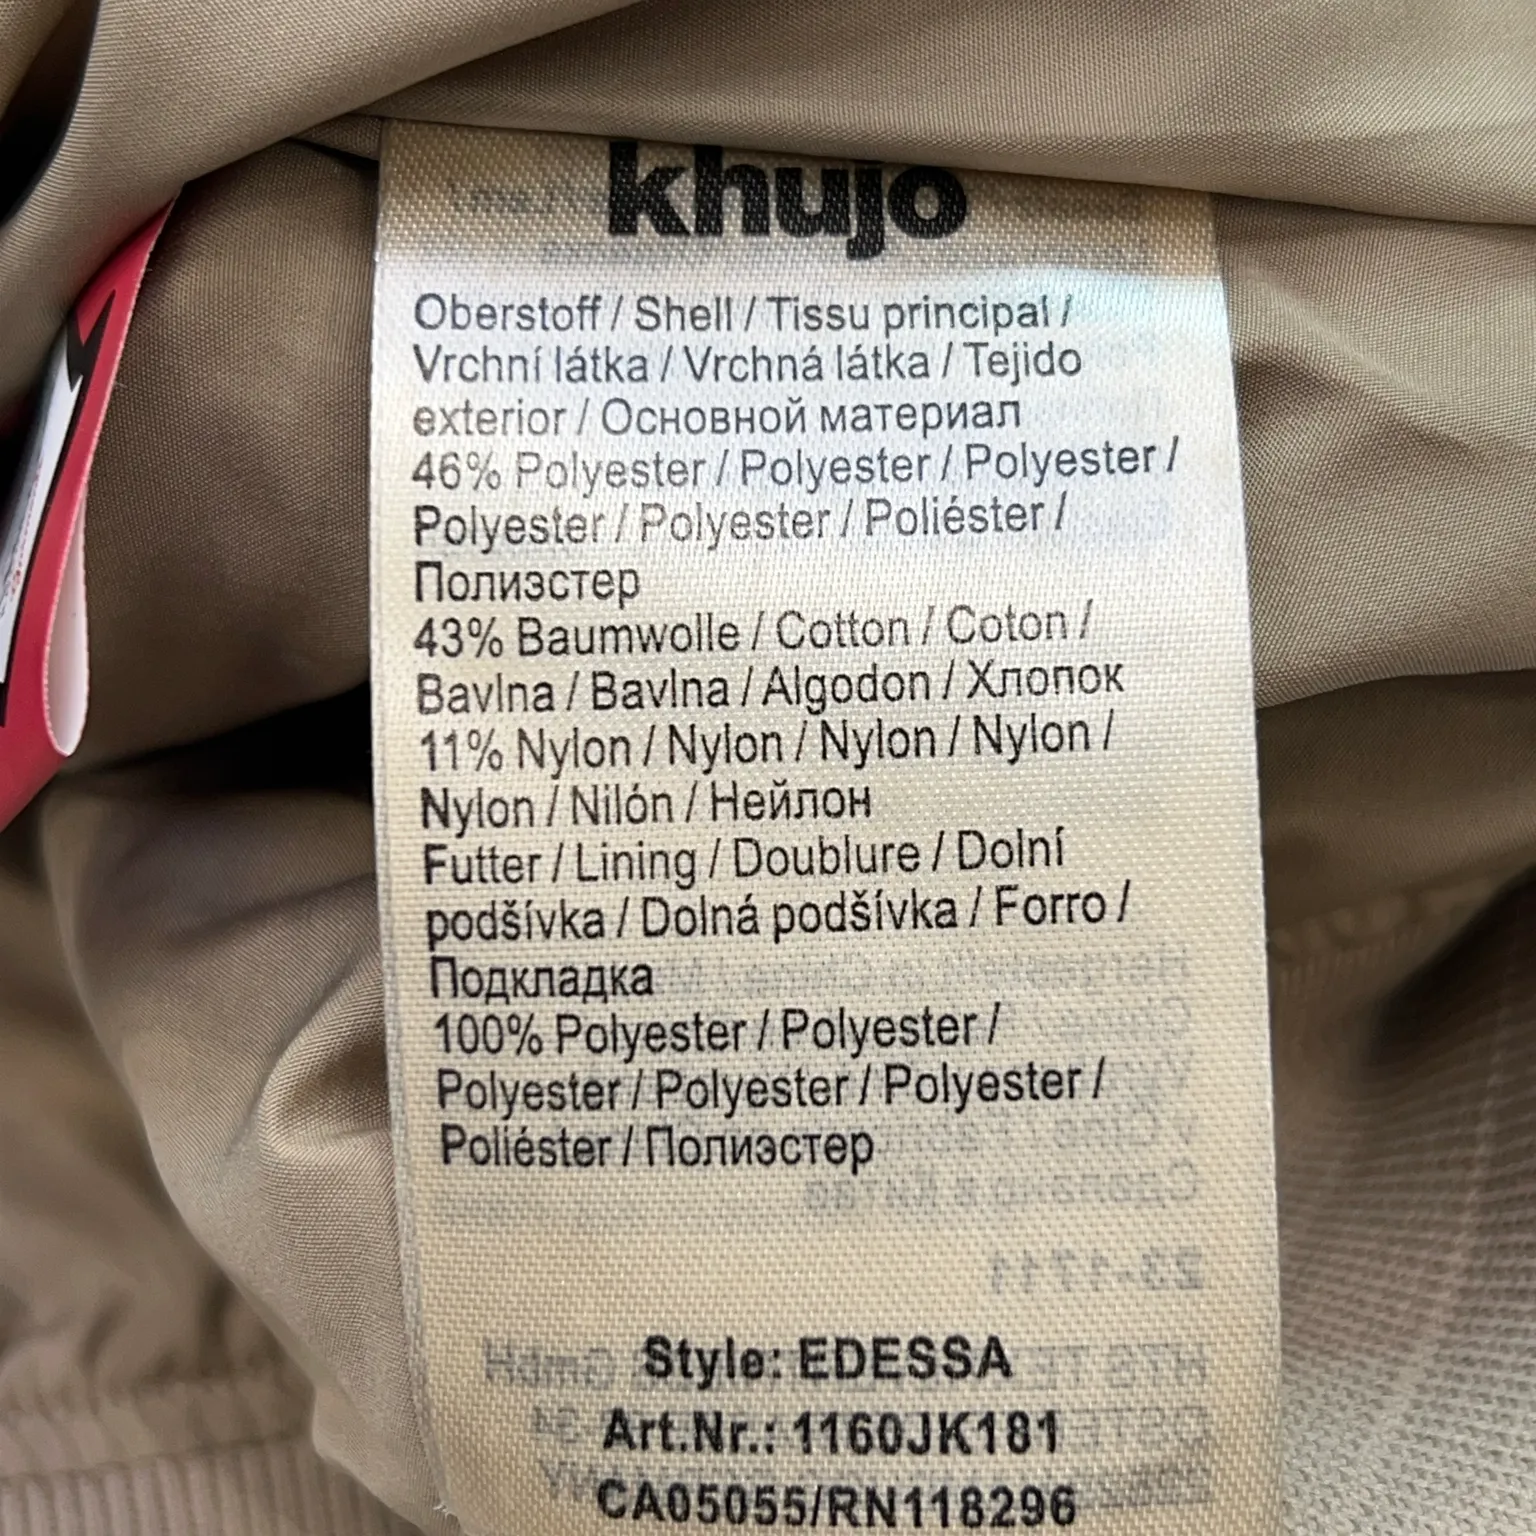 khujo
Oberstoff / Shell / Tissu principal /
Vrchní látka / Vrchná látka / Tejido
exterior / Основной материал
46% Polyester / Polyester / Polyester /
Polyester / Polyester / Poliéster /
Полиэстер
43% Baumwolle / Cotton / Coton /
Bavlna / Bavlna / Algodon / Хлопок
11% Nylon / Nylon / Nylon / Nylon /
Nylon / Nilón / Нейлон
Futter / Lining / Doublure / Dolní
podšívka / Dolná podšívka / Forro /
Подкладка
100% Polyester / Polyester /
Polyester / Polyester / Polyester /
Poliéster / Полиэстер
Style: EDESSA
Art.Nr.: 1160JK181
CA05055/RN118296